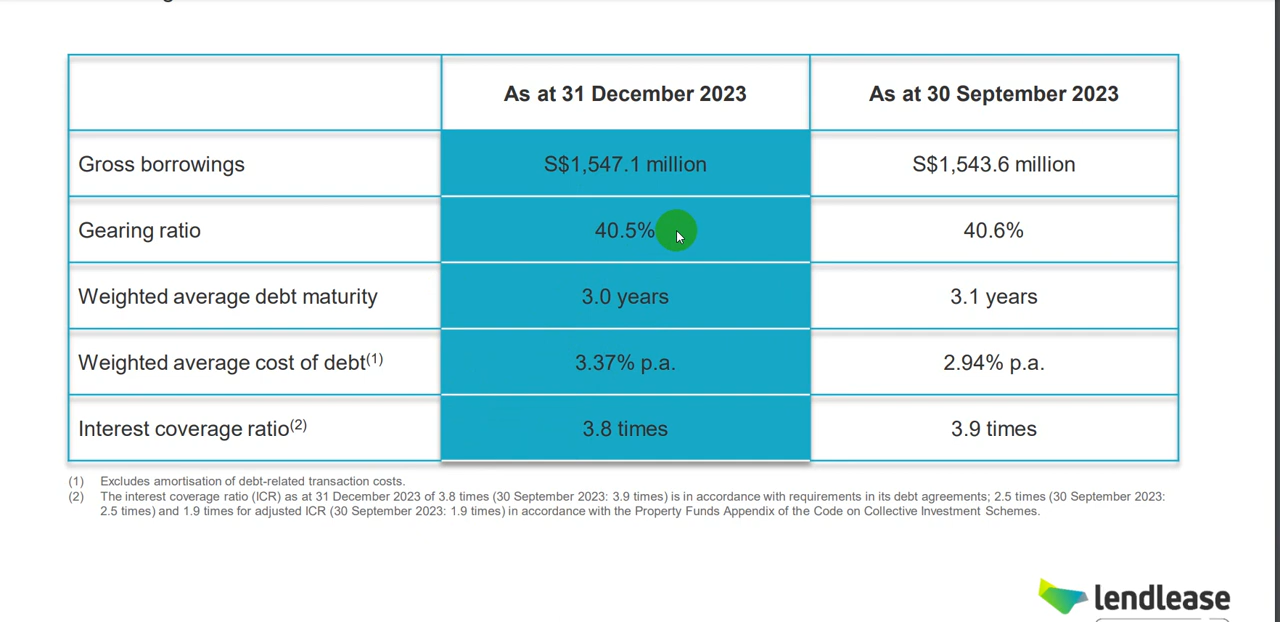 As at 31 December 2023 As at 30 September 2023
Gross borrowings S$1,547.1 million S$1,543.6 million
Gearing ratio 40.5% 40.6%
Weighted average debt maturity 3.0 years 3.1 years
Weighted average cost of debt(1) 3.37% p.a. 2.94% p.a.
Interest coverage ratio(2) 3.8 times 3.9 times
(1) Excludes amortisation of debt-related transaction costs.
(2) The interest coverage ratio (ICR) as at 31 December 2023 of 3.8 times (30 September 2023: 3.9 times) is in accordance with requirements in its debt agreements; 2.5 times (30 September 2023:
2.5 times) and 1.9 times for adjusted ICR (30 September 2023: 1.9 times) in accordance with the Property Funds Appendix of the Code on Collective Investment Schemes.
lendlease